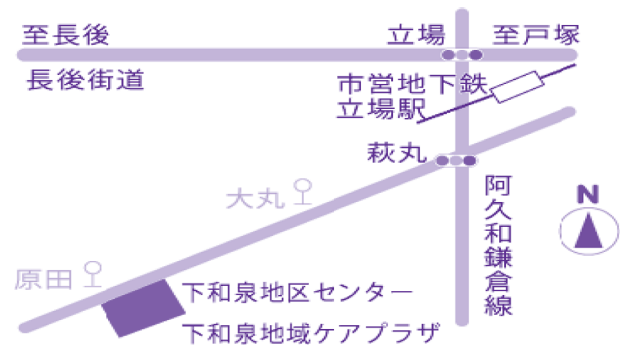 至長後
立場
至戸塚
長後街道
市営地下鉄
立場駅
萩丸
阿久和鎌倉線
N
大丸
原田
下和泉地区センター
下和泉地域ケアプラザ